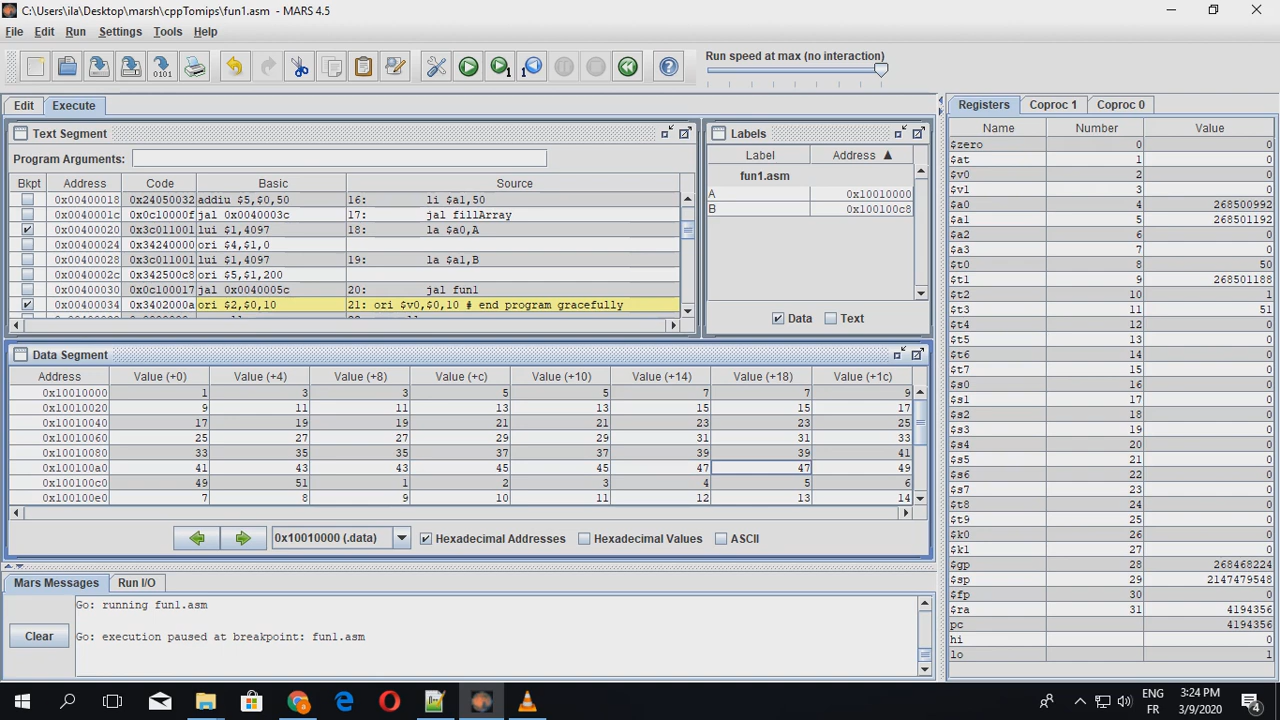 C:\Users\ila\Desktop\marsh\cppTomips\fun1.asm - MARS 4.5
File Edit Run Settings Tools Help
Run speed at max (no interaction)
Edit Execute
Text Segment
Program Arguments:
Bkpt Address Code Basic Source
0x00400018 0x24050032 addiu $5,$0,50 16: li $a1,50
0x0040001c 0x0c10000f jal 0x0040003c 17: jal fillArray
0x00400020 0x3c011001 lui $1,4097 18: la $a0,A
0x00400024 0x34240000 ori $4,$1,0
0x00400028 0x3c011001 lui $1,4097 19: la $a1,B
0x0040002c 0x342500c8 ori $5,$1,200
0x00400030 0x0c100017 jal 0x0040005c 20: jal fun1
0x00400034 0x3402000a ori $2,$0,10 21: ori $v0,$0,10 # end program gracefully
Labels
Label Address ▲
fun1.asm
A 0x10010000
B 0x100100c8
Data Text
Data Segment
Address Value (+0) Value (+4) Value (+8) Value (+c) Value (+10) Value (+14) Value (+18) Value (+1c)
0x10010000 1 3 3 5 5 7 7 9
0x10010020 9 11 11 13 13 15 15 17
0x10010040 17 19 19 21 21 23 23 25
0x10010060 25 27 27 29 29 31 31 33
0x10010080 33 35 35 37 37 39 39 41
0x100100a0 41 43 43 45 45 47 47 49
0x100100c0 49 51 1 2 3 4 5 6
0x100100e0 7 8 9 10 11 12 13 14
0x10010000 (.data) Hexadecimal Addresses Hexadecimal Values ASCII
Mars Messages Run I/O
Go: running fun1.asm
Go: execution paused at breakpoint: fun1.asm
Clear
Registers Coproc 1 Coproc 0
Name Number Value
$zero 0 0
$at 1 0
$v0 2 0
$v1 3 0
$a0 4 268500992
$a1 5 268501192
$a2 6 0
$a3 7 0
$t0 8 50
$t1 9 268501188
$t2 10 1
$t3 11 51
$t4 12 0
$t5 13 0
$t6 14 0
$t7 15 0
$s0 16 0
$s1 17 0
$s2 18 0
$s3 19 0
$s4 20 0
$s5 21 0
$s6 22 0
$s7 23 0
$t8 24 0
$t9 25 0
$k0 26 0
$k1 27 0
$gp 28 268468224
$sp 29 2147479548
$fp 30 0
$ra 31 4194356
pc 4194356
hi 0
lo 1
ENG
FR
3:24 PM
3/9/2020
4